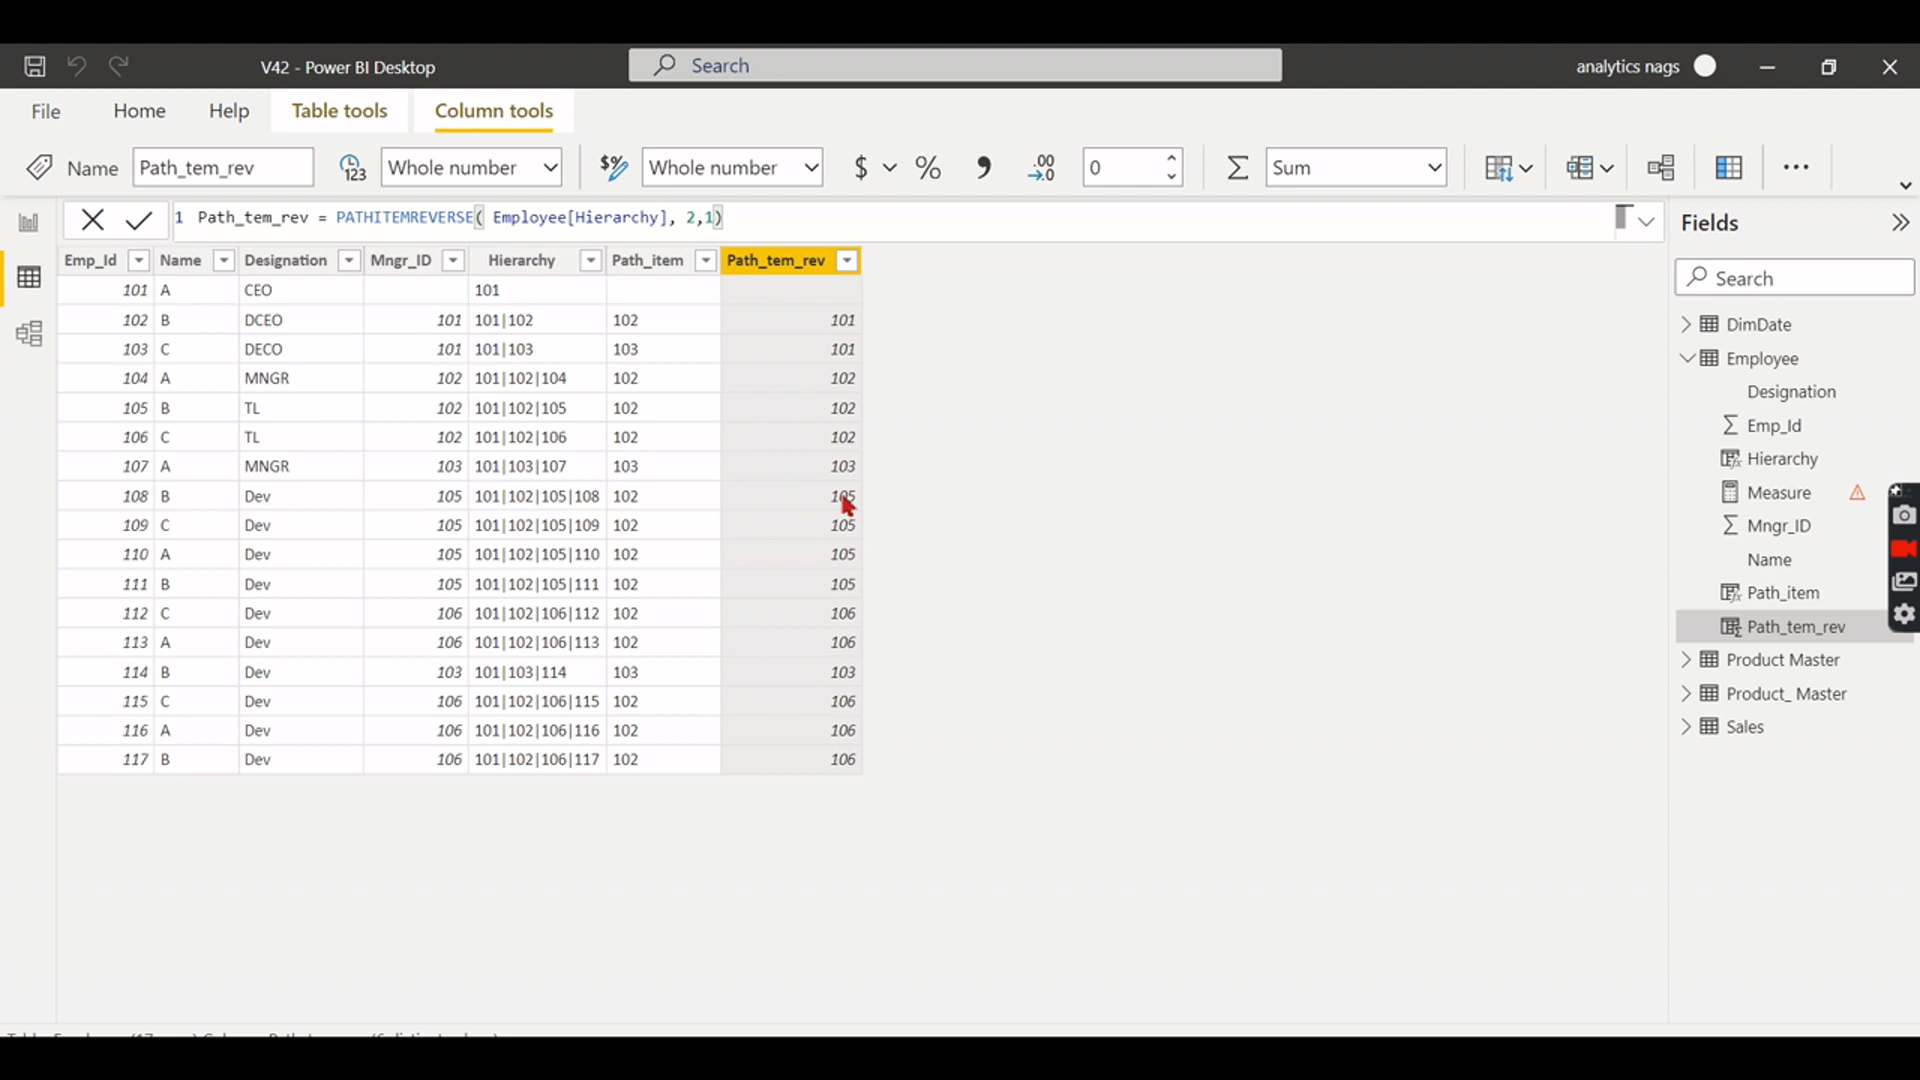 V42 - Power BI Desktop
Search
analytics nags
File Home Help Table tools Column tools
Name Path_tem_rev Whole number Whole number $ % 0 Sum
1 Path_tem_rev = PATHITEMREVERSE( Employee[Hierarchy], 2,1)
Emp_Id Name Designation Mngr_ID Hierarchy Path_item Path_tem_rev
101 A CEO 101
102 B DCEO 101 101|102 102 101
103 C DECO 101 101|103 103 101
104 A MNGR 102 101|102|104 102 102
105 B TL 102 101|102|105 102 102
106 C TL 102 101|102|106 102 102
107 A MNGR 103 101|103|107 103 103
108 B Dev 105 101|102|105|108 102 105
109 C Dev 105 101|102|105|109 102 105
110 A Dev 105 101|102|105|110 102 105
111 B Dev 105 101|102|105|111 102 105
112 C Dev 106 101|102|106|112 102 106
113 A Dev 106 101|102|106|113 102 106
114 B Dev 103 101|103|114 103 103
115 C Dev 106 101|102|106|115 102 106
116 A Dev 106 101|102|106|116 102 106
117 B Dev 106 101|102|106|117 102 106
Fields
Search
DimDate
Employee
Designation
Emp_Id
Hierarchy
Measure
Mngr_ID
Name
Path_item
Path_tem_rev
Product Master
Product_ Master
Sales